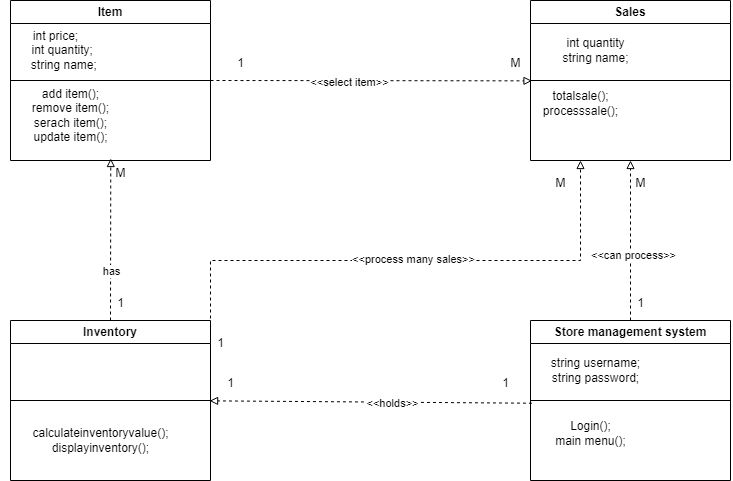 Item
int price;
int quantity;
string name;
add item();
remove item();
serach item();
update item();
1
M
<<select item>>
Sales
int quantity
string name;
totalsale();
processsale();
M
M
M
<<process many sales>>
<<can process>>
has
1
1
Inventory
1
calculateinventoryvalue();
displayinventory();
1
1
<<holds>>
Store management system
string username;
string password;
Login();
main menu();